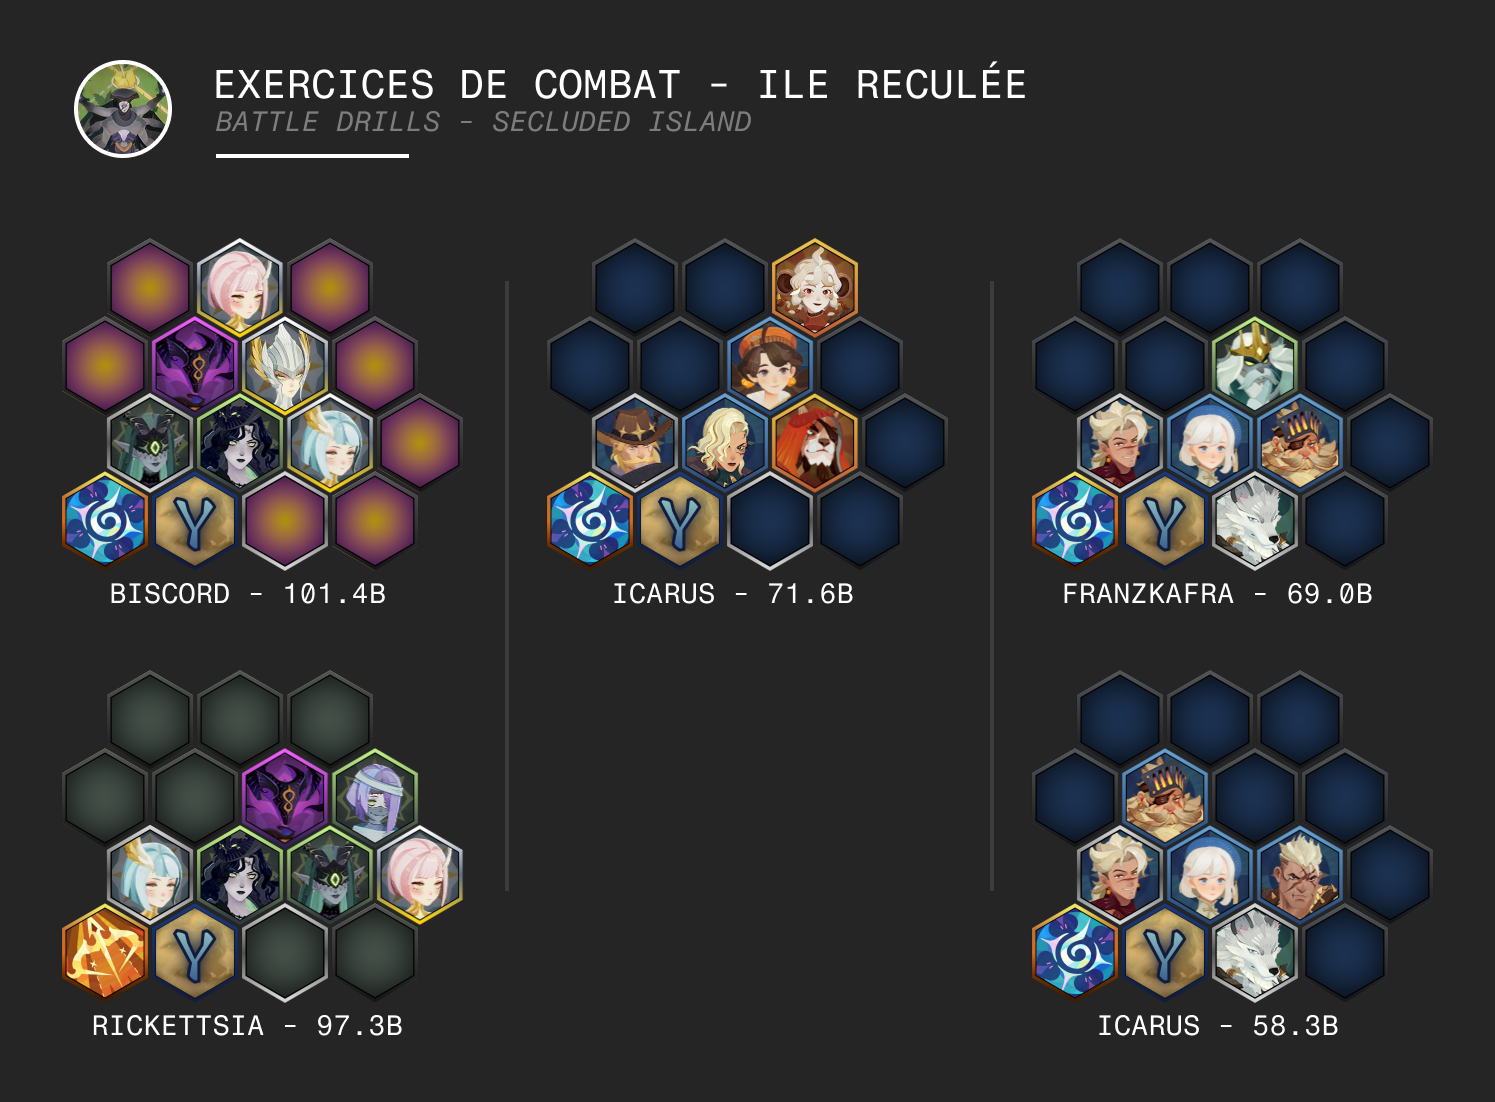 EXERCICES DE COMBAT - ILE RECULÉE
BATTLE DRILLS - SECLUDED ISLAND
BISCORD - 101.4B
ICARUS - 71.6B
FRANZKAFRA - 69.0B
RICKETTSIA - 97.3B
ICARUS - 58.3B